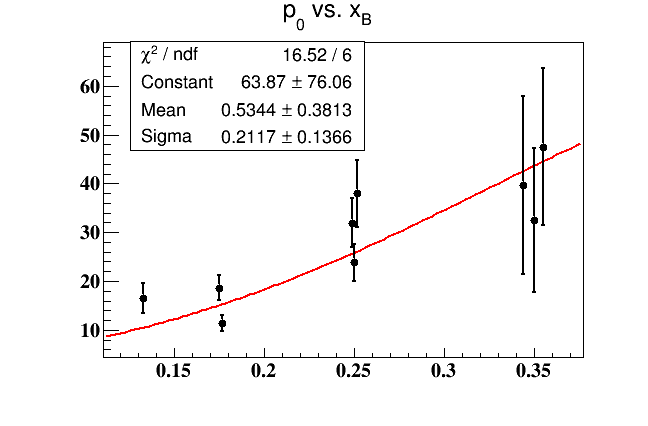 p₀ vs. x_B
χ² / ndf 16.52 / 6
Constant 63.87 ± 76.06
Mean 0.5344 ± 0.3813
Sigma 0.2117 ± 0.1366
60
50
40
30
20
10
0.15 0.2 0.25 0.3 0.35